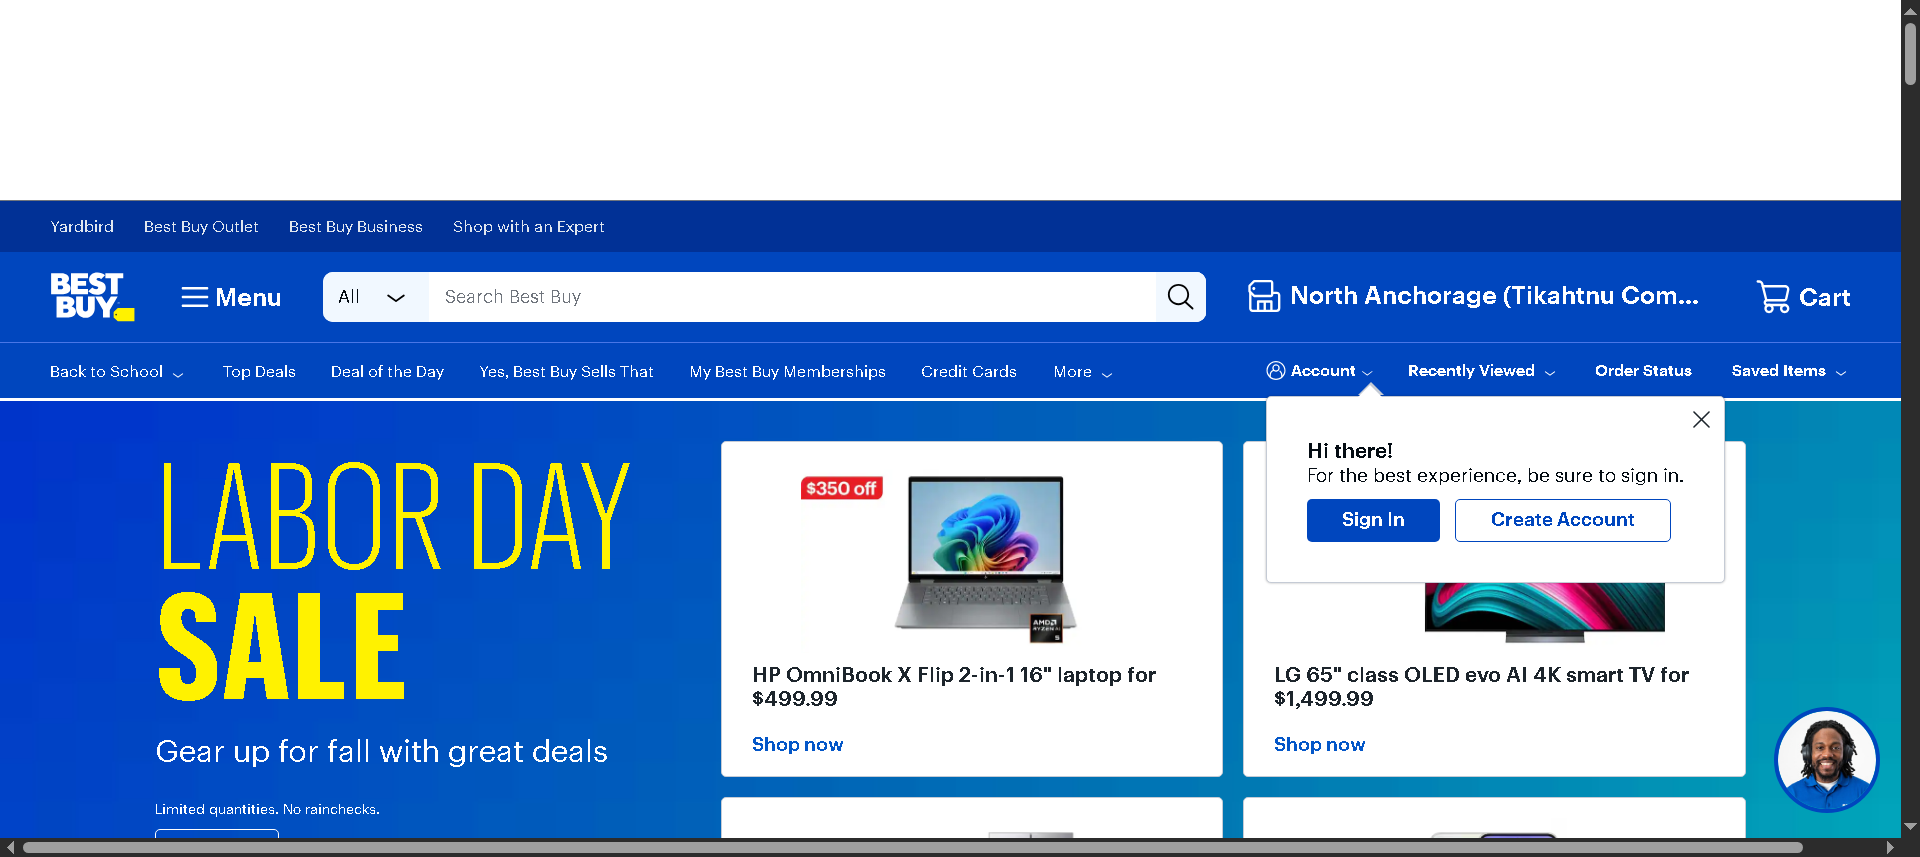 Yardbird
Best Buy Outlet
Best Buy Business
Shop with an Expert
BEST
BUY
Menu
All
Search Best Buy
North Anchorage (Tikahtnu Com...
Cart
Back to School
Top Deals
Deal of the Day
Yes, Best Buy Sells That
My Best Buy Memberships
Credit Cards
More
Account
Recently Viewed
Order Status
Saved Items
Hi there!
For the best experience, be sure to sign in.
Sign In
Create Account
LABOR DAY
SALE
Gear up for fall with great deals
Limited quantities. No rainchecks.
$350 off
AMD
RYZEN AI
5
HP OmniBook X Flip 2-in-1 16" laptop for
$499.99
Shop now
LG 65" class OLED evo AI 4K smart TV for
$1,499.99
Shop now